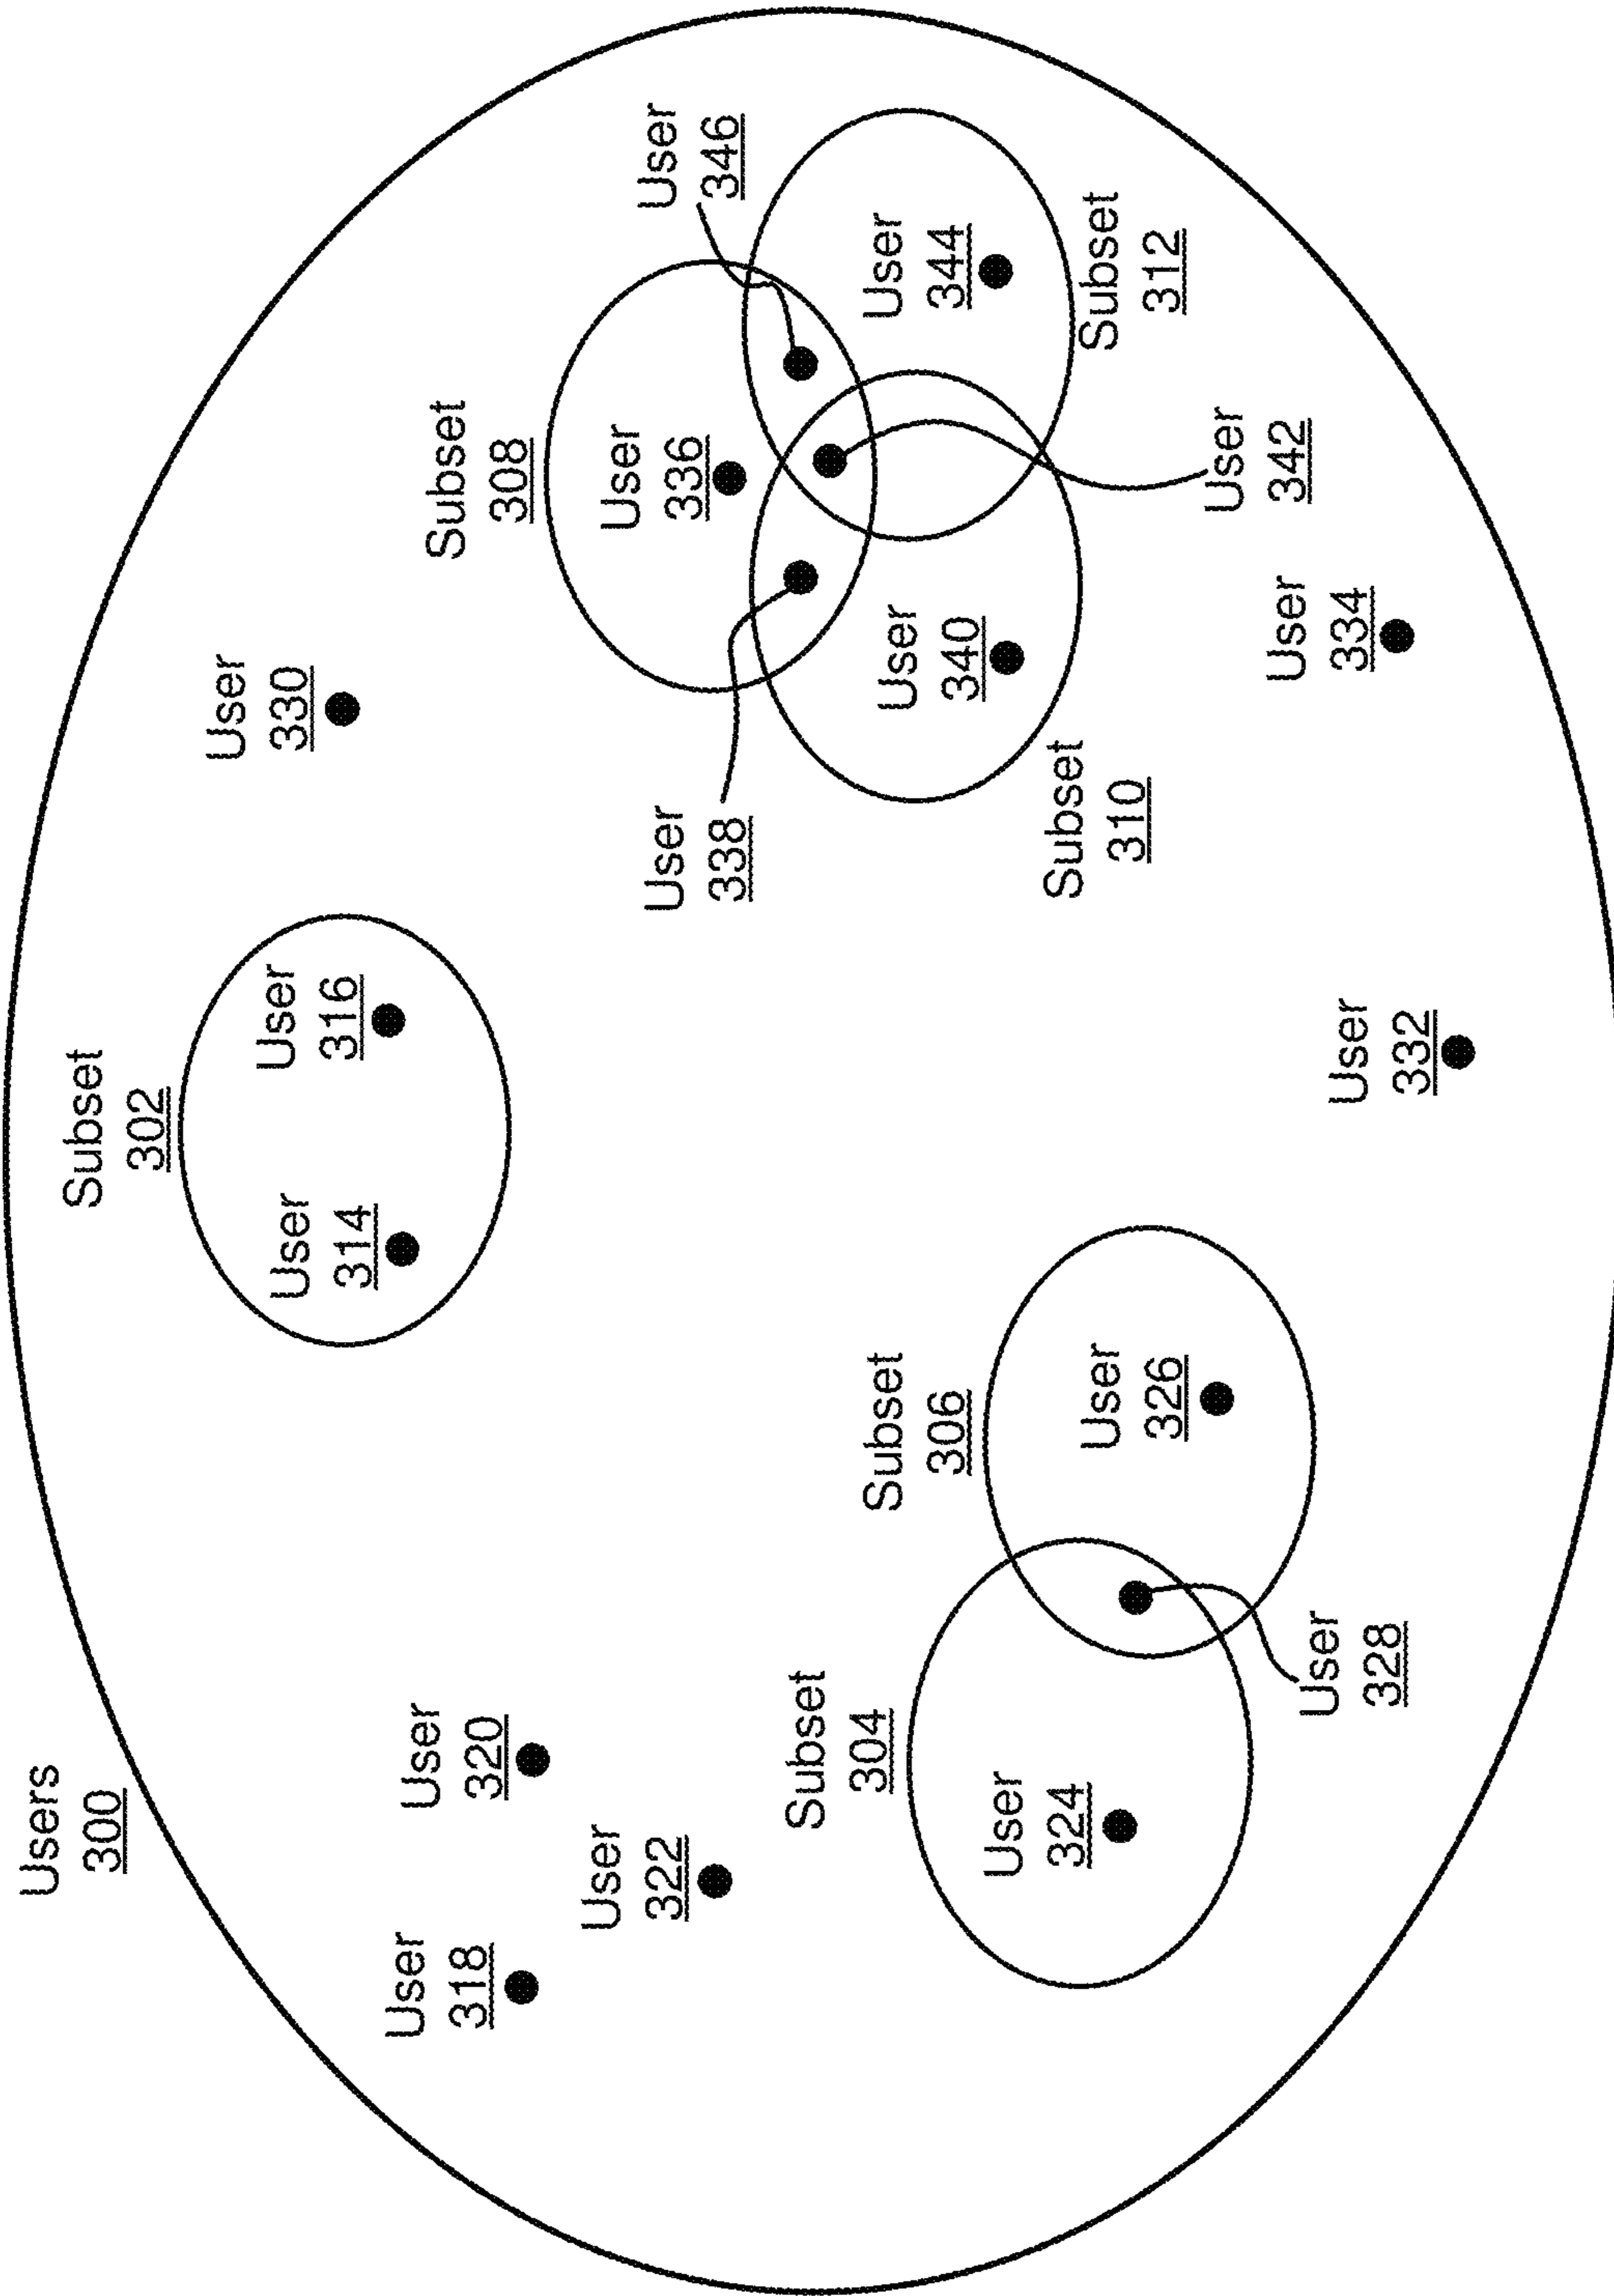 Users
300
Subset
302
User
330
User
314
User
316
User
318
User
320
Subset
308
User
322
User
336
User
346
User
338
Subset
304
Subset
306
User
340
User
344
User
324
User
326
Subset
310
Subset
312
User
342
User
334
User
328
User
332